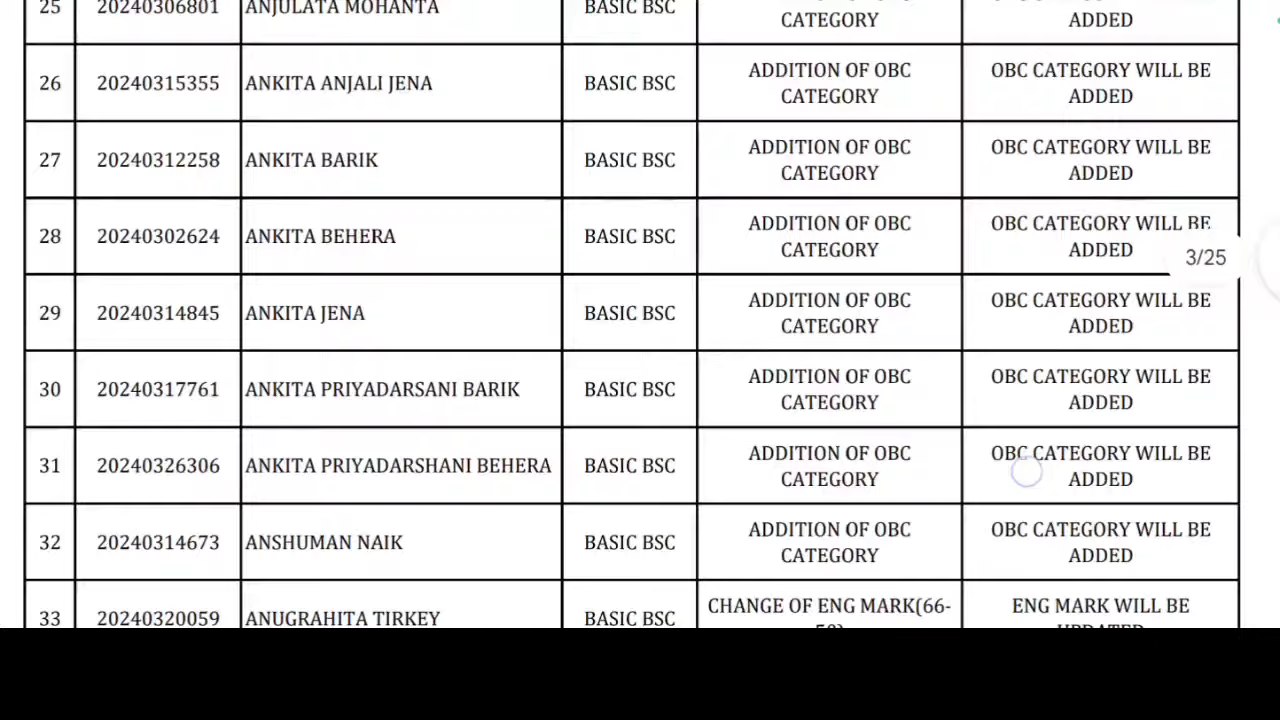 25 20240306801 ANJULATA MOHANTA BASIC BSC
CATEGORY ADDED
26 20240315355 ANKITA ANJALI JENA BASIC BSC ADDITION OF OBC OBC CATEGORY WILL BE
CATEGORY ADDED
27 20240312258 ANKITA BARIK BASIC BSC ADDITION OF OBC OBC CATEGORY WILL BE
CATEGORY ADDED
28 20240302624 ANKITA BEHERA BASIC BSC ADDITION OF OBC OBC CATEGORY WILL BE
CATEGORY ADDED
3/25
29 20240314845 ANKITA JENA BASIC BSC ADDITION OF OBC OBC CATEGORY WILL BE
CATEGORY ADDED
30 20240317761 ANKITA PRIYADARSANI BARIK BASIC BSC ADDITION OF OBC OBC CATEGORY WILL BE
CATEGORY ADDED
31 20240326306 ANKITA PRIYADARSHANI BEHERA BASIC BSC ADDITION OF OBC OBC CATEGORY WILL BE
CATEGORY ADDED
32 20240314673 ANSHUMAN NAIK BASIC BSC ADDITION OF OBC OBC CATEGORY WILL BE
CATEGORY ADDED
33 20240320059 ANUGRAHITA TIRKEY BASIC BSC CHANGE OF ENG MARK(66- ENG MARK WILL BE